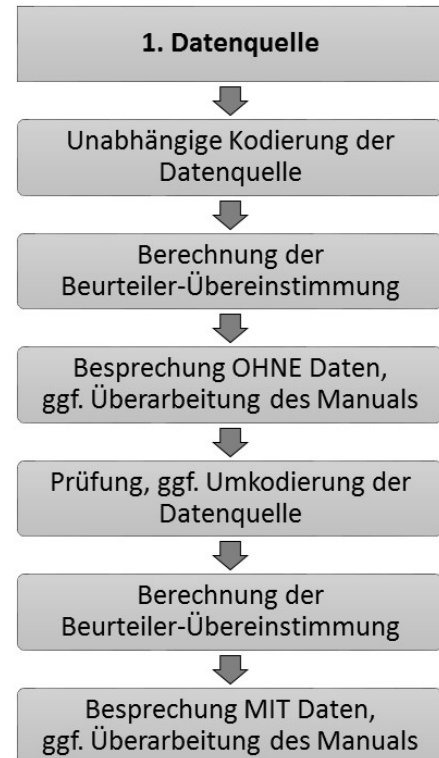 1. Datenquelle
Unabhängige Kodierung der
Datenquelle
Berechnung der
Beurteiler-Übereinstimmung
Besprechung OHNE Daten,
ggf. Überarbeitung des Manuals
Prüfung, ggf. Umkodierung der
Datenquelle
Berechnung der
Beurteiler-Übereinstimmung
Besprechung MIT Daten,
ggf. Überarbeitung des Manuals